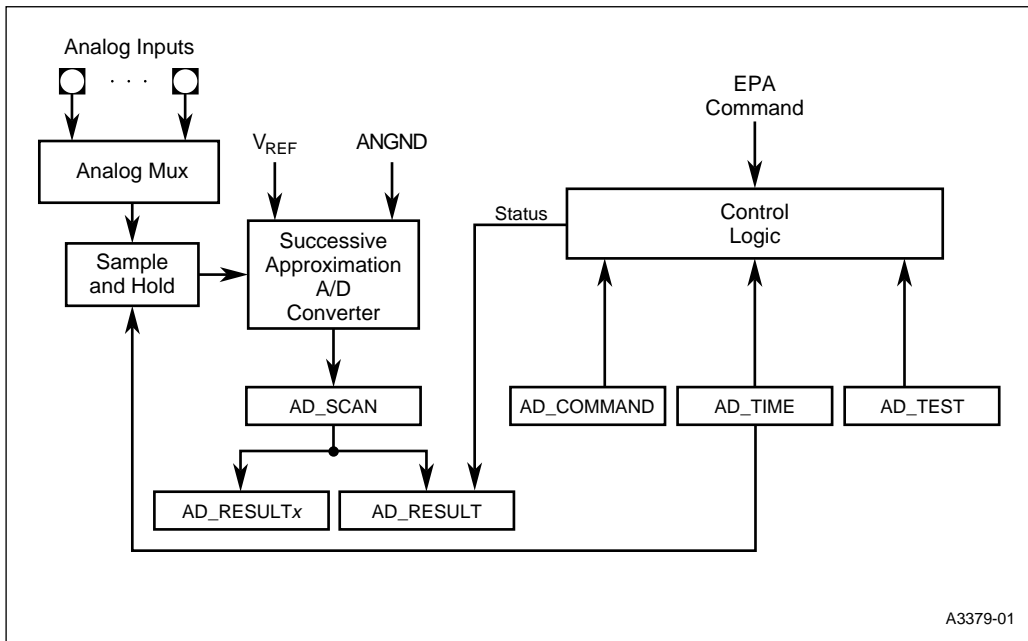 Analog Inputs
. . .
Analog Mux
Sample
and Hold
VREF
ANGND
Successive
Approximation
A/D
Converter
EPA
Command
Status
Control
Logic
AD_SCAN
AD_COMMAND
AD_TIME
AD_TEST
AD_RESULTx
AD_RESULT
A3379-01